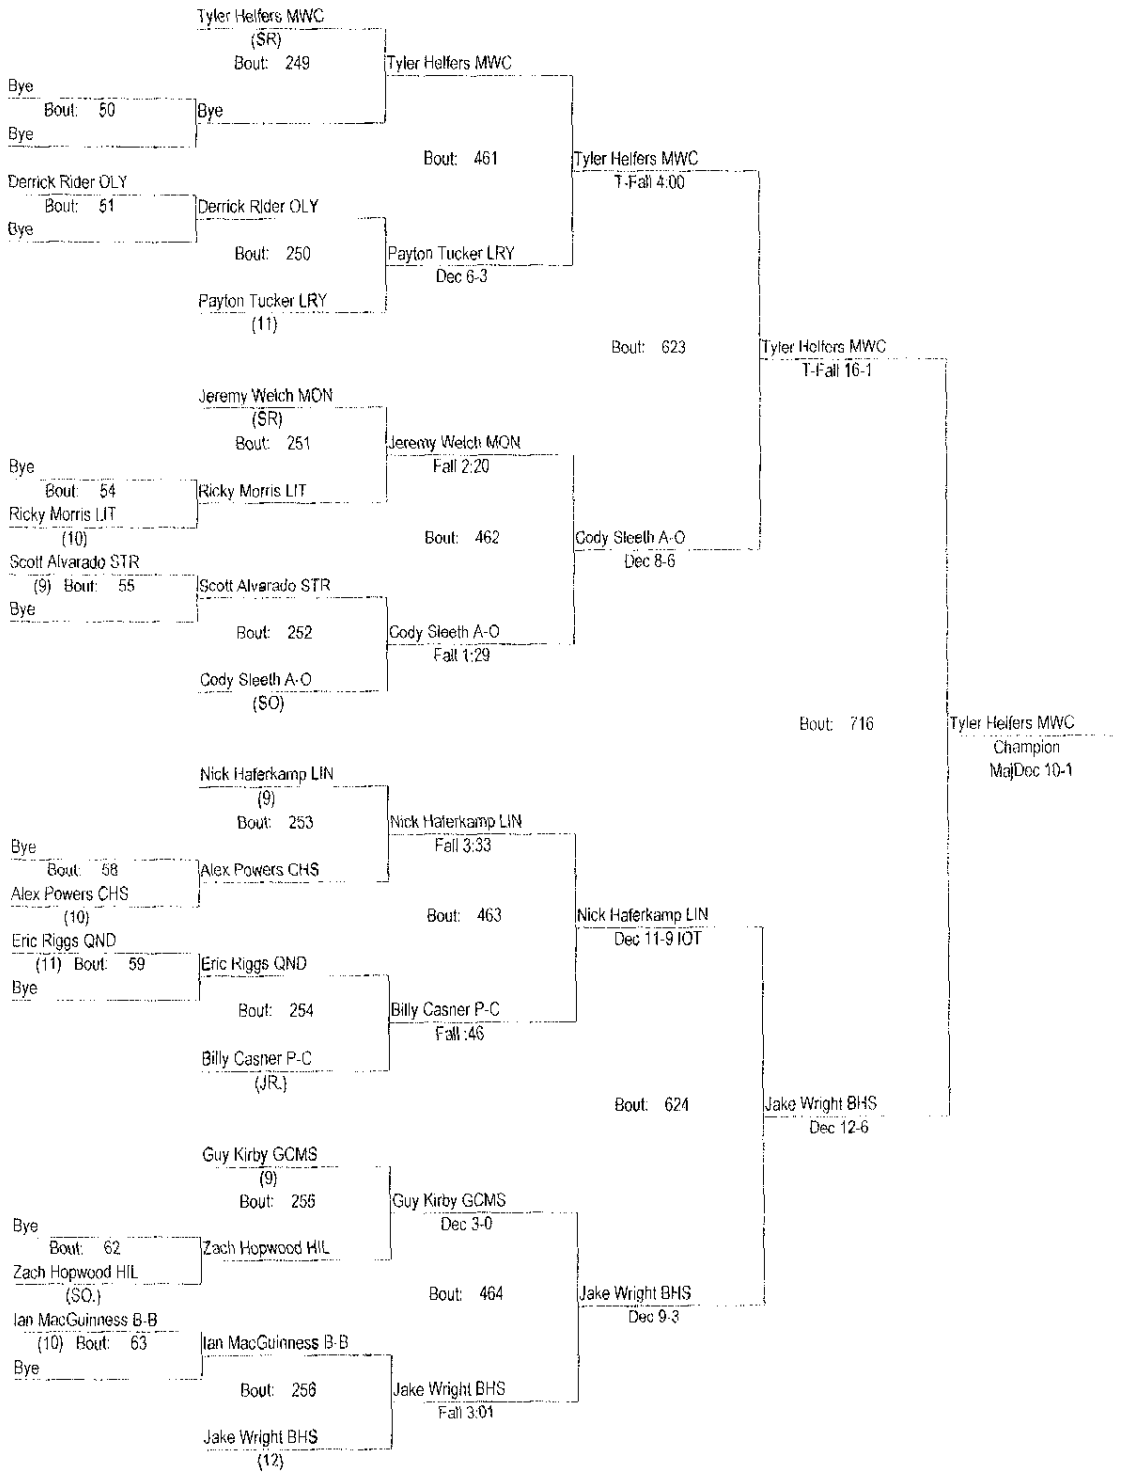 Tyler Helfers MWC
(SR)
Bout: 249
Tyler Helfers MWC
Bye
Bout: 50
Bye
Bye
Bout: 461
Tyler Helfers MWC
T-Fall 4:00
Derrick Rider OLY
Bout: 51
Derrick Rider OLY
Bye
Bout: 250
Payton Tucker LRY
Dec 6-3
Payton Tucker LRY
(11)
Bout: 623
Tyler Helfers MWC
T-Fall 16-1
Jeremy Welch MON
(SR)
Bout: 251
Jeremy Welch MON
Fall 2:20
Bye
Bout: 54
Ricky Morris LIT
Ricky Morris LIT
(10)
Bout: 462
Cody Sleeth A-O
Dec 8-6
Scott Alvarado STR
(9) Bout: 55
Scott Alvarado STR
Bye
Bout: 252
Cody Sleeth A-O
Fall 1:29
Cody Sleeth A-O
(SO)
Bout: 716
Tyler Helfers MWC
Champion
MajDec 10-1
Nick Haferkamp LIN
(9)
Bout: 253
Nick Haferkamp LIN
Fall 3:33
Bye
Bout: 58
Alex Powers CHS
Alex Powers CHS
(10)
Bout: 463
Nick Haferkamp LIN
Dec 11-9 IOT
Eric Riggs QND
(11) Bout: 59
Eric Riggs QND
Bye
Bout: 254
Billy Casner P-C
Fall :46
Billy Casner P-C
(JR.)
Bout: 624
Jake Wright BHS
Dec 12-6
Guy Kirby GCMS
(9)
Bout: 255
Guy Kirby GCMS
Dec 3-0
Bye
Bout: 62
Zach Hopwood HIL
Zach Hopwood HIL
(SO.)
Bout: 464
Jake Wright BHS
Dec 9-3
Ian MacGuinness B-B
(10) Bout: 63
Ian MacGuinness B-B
Bye
Bout: 256
Jake Wright BHS
Fall 3:01
Jake Wright BHS
(12)